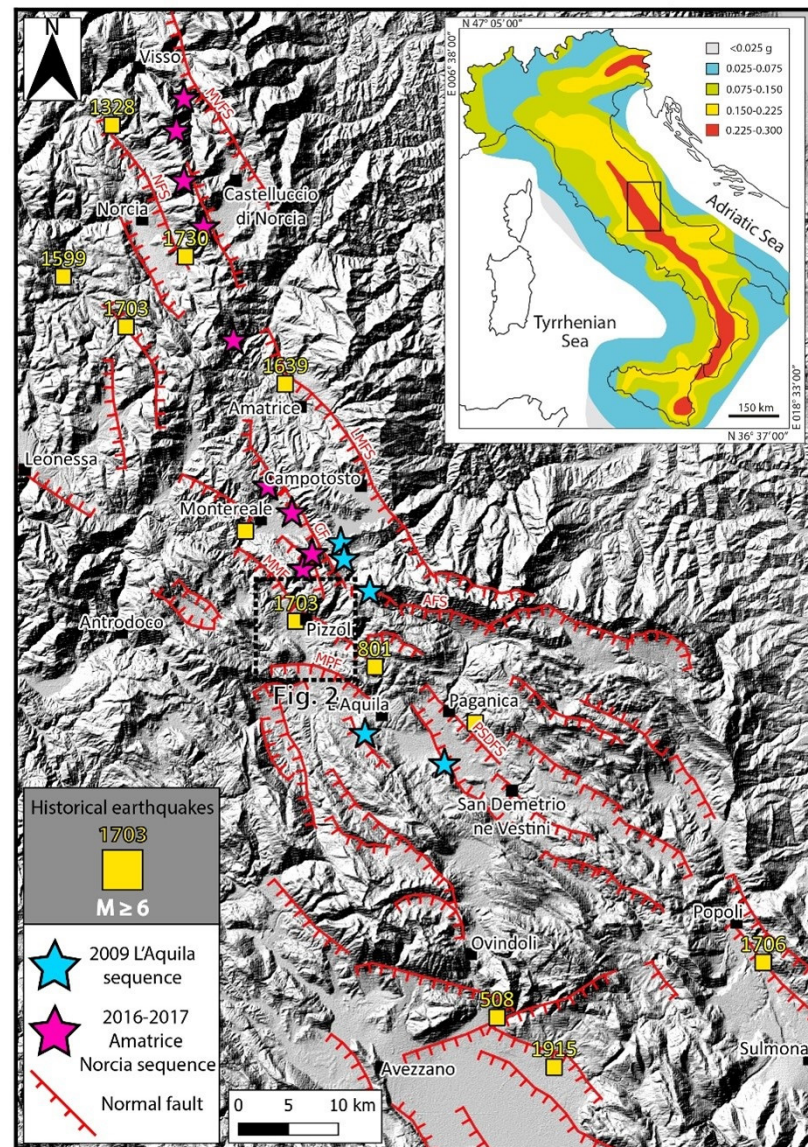 N
Visso
1328
MVFS
NFS
Castelluccio
di Norcia
Norcia
1730
1599
1703
1639
Amatrice
LMFS
Leonessa
Campotosto
Montereale
CF
MMF
1703
AFS
Antrodoco
Pizzol
801
MPF
Fig. 2
L'Aquila
Paganica
PSDFS
San Demetrio
ne Vestini
Popoli
1706
Ovindoli
508
1915
Avezzano
Sulmona
N 47° 05' 00"
E 006° 38' 00"
<0.025 g
0.025-0.075
0.075-0.150
0.150-0.225
0.225-0.300
Adriatic Sea
Tyrrhenian
Sea
150 km
E 018° 33' 00"
N 36° 37' 00"
Historical earthquakes
1703
M ≥ 6
2009 L'Aquila
sequence
2016-2017
Amatrice
Norcia sequence
Normal fault
0 5 10 km